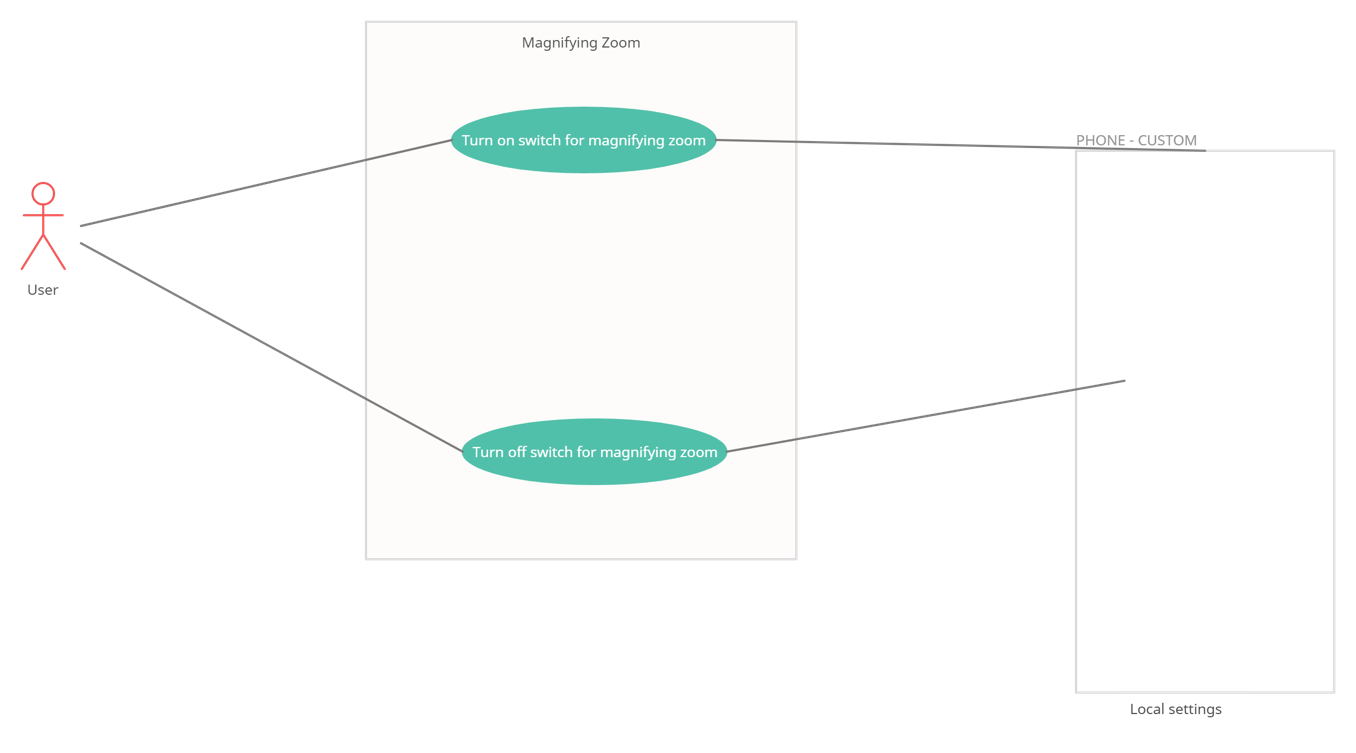 Magnifying Zoom
Turn on switch for magnifying zoom
PHONE - CUSTOM
User
Turn off switch for magnifying zoom
Local settings